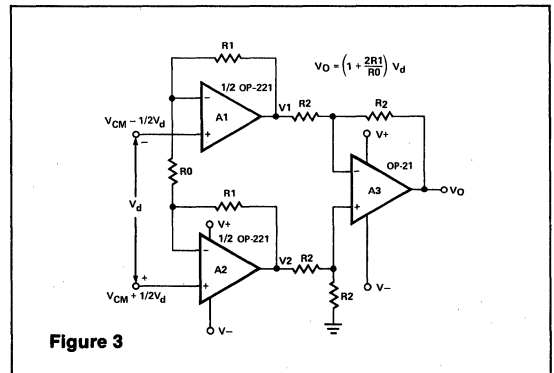 R1
V_O = (1 + 2R1/R0) V_d
1/2 OP-221
V1
R2
R2
−
A1
+
V_CM − 1/2V_d
−
V+
OP-21
−
A3
+
V_O
R0
R1
V_d
V+
1/2 OP-221
−
A2
+
V2
R2
R2
+
V_CM + 1/2V_d
V−
V−
Figure 3